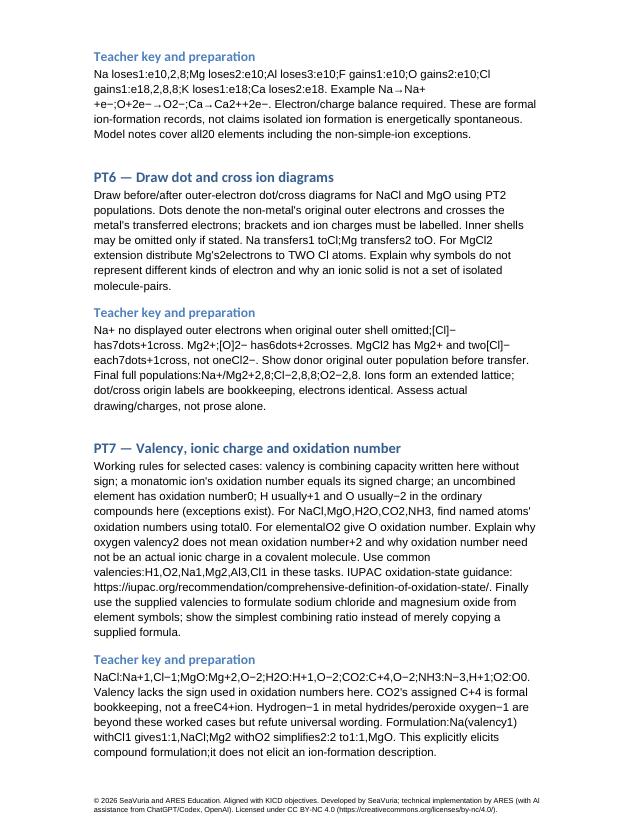 Teacher key and preparation
Na loses1:e10,2,8;Mg loses2:e10;Al loses3:e10;F gains1:e10;O gains2:e10;Cl
gains1:e18,2,8,8;K loses1:e18;Ca loses2:e18. Example Na→Na+
+e−;O+2e−→O2−;Ca→Ca2++2e−. Electron/charge balance required. These are formal
ion-formation records, not claims isolated ion formation is energetically spontaneous.
Model notes cover all20 elements including the non-simple-ion exceptions.
PT6 — Draw dot and cross ion diagrams
Draw before/after outer-electron dot/cross diagrams for NaCl and MgO using PT2
populations. Dots denote the non-metal's original outer electrons and crosses the
metal's transferred electrons; brackets and ion charges must be labelled. Inner shells
may be omitted only if stated. Na transfers1 toCl;Mg transfers2 toO. For MgCl2
extension distribute Mg's2electrons to TWO Cl atoms. Explain why symbols do not
represent different kinds of electron and why an ionic solid is not a set of isolated
molecule-pairs.
Teacher key and preparation
Na+ no displayed outer electrons when original outer shell omitted;[Cl]−
has7dots+1cross. Mg2+;[O]2− has6dots+2crosses. MgCl2 has Mg2+ and two[Cl]−
each7dots+1cross, not oneCl2−. Show donor original outer population before transfer.
Final full populations:Na+/Mg2+2,8;Cl−2,8,8;O2−2,8. Ions form an extended lattice;
dot/cross origin labels are bookkeeping, electrons identical. Assess actual
drawing/charges, not prose alone.
PT7 — Valency, ionic charge and oxidation number
Working rules for selected cases: valency is combining capacity written here without
sign; a monatomic ion's oxidation number equals its signed charge; an uncombined
element has oxidation number0; H usually+1 and O usually−2 in the ordinary
compounds here (exceptions exist). For NaCl,MgO,H2O,CO2,NH3, find named atoms'
oxidation numbers using total0. For elementalO2 give O oxidation number. Explain why
oxygen valency2 does not mean oxidation number+2 and why oxidation number need
not be an actual ionic charge in a covalent molecule. Use common
valencies:H1,O2,Na1,Mg2,Al3,Cl1 in these tasks. IUPAC oxidation-state guidance:
https://iupac.org/recommendation/comprehensive-definition-of-oxidation-state/. Finally
use the supplied valencies to formulate sodium chloride and magnesium oxide from
element symbols; show the simplest combining ratio instead of merely copying a
supplied formula.
Teacher key and preparation
NaCl:Na+1,Cl−1;MgO:Mg+2,O−2;H2O:H+1,O−2;CO2:C+4,O−2;NH3:N−3,H+1;O2:O0.
Valency lacks the sign used in oxidation numbers here. CO2's assigned C+4 is formal
bookkeeping, not a freeC4+ion. Hydrogen−1 in metal hydrides/peroxide oxygen−1 are
beyond these worked cases but refute universal wording. Formulation:Na(valency1)
withCl1 gives1:1,NaCl;Mg2 withO2 simplifies2:2 to1:1,MgO. This explicitly elicits
compound formulation;it does not elicit an ion-formation description.
© 2026 SeaVuria and ARES Education. Aligned with KICD objectives. Developed by SeaVuria; technical implementation by ARES (with AI
assistance from ChatGPT/Codex, OpenAI). Licensed under CC BY-NC 4.0 (https://creativecommons.org/licenses/by-nc/4.0/).